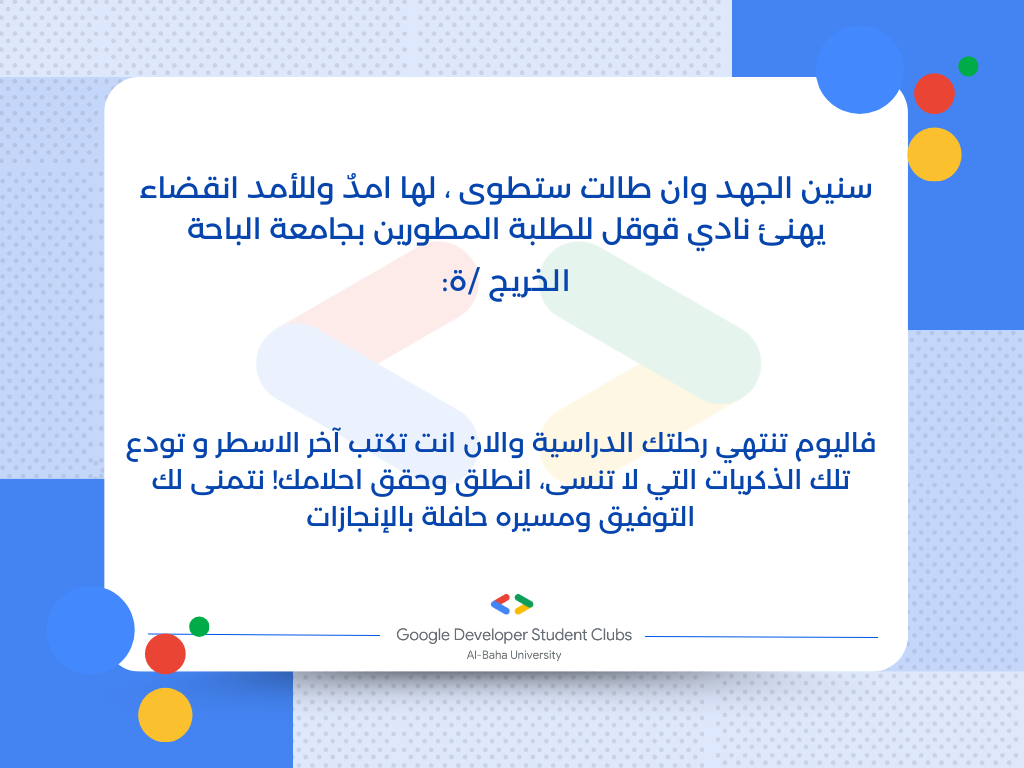 سنين الجهد وان طالت ستطوى ، لها امدٌ وللأمد انقضاء
يهنئ نادي قوقل للطلبة المطورين بجامعة الباحة
الخريج /ة:
فاليوم تنتهي رحلتك الدراسية والان انت تكتب آخر الاسطر و تودع
تلك الذكريات التي لا تنسى، انطلق وحقق احلامك! نتمنى لك
التوفيق ومسيره حافلة بالإنجازات
Google Developer Student Clubs
Al-Baha University